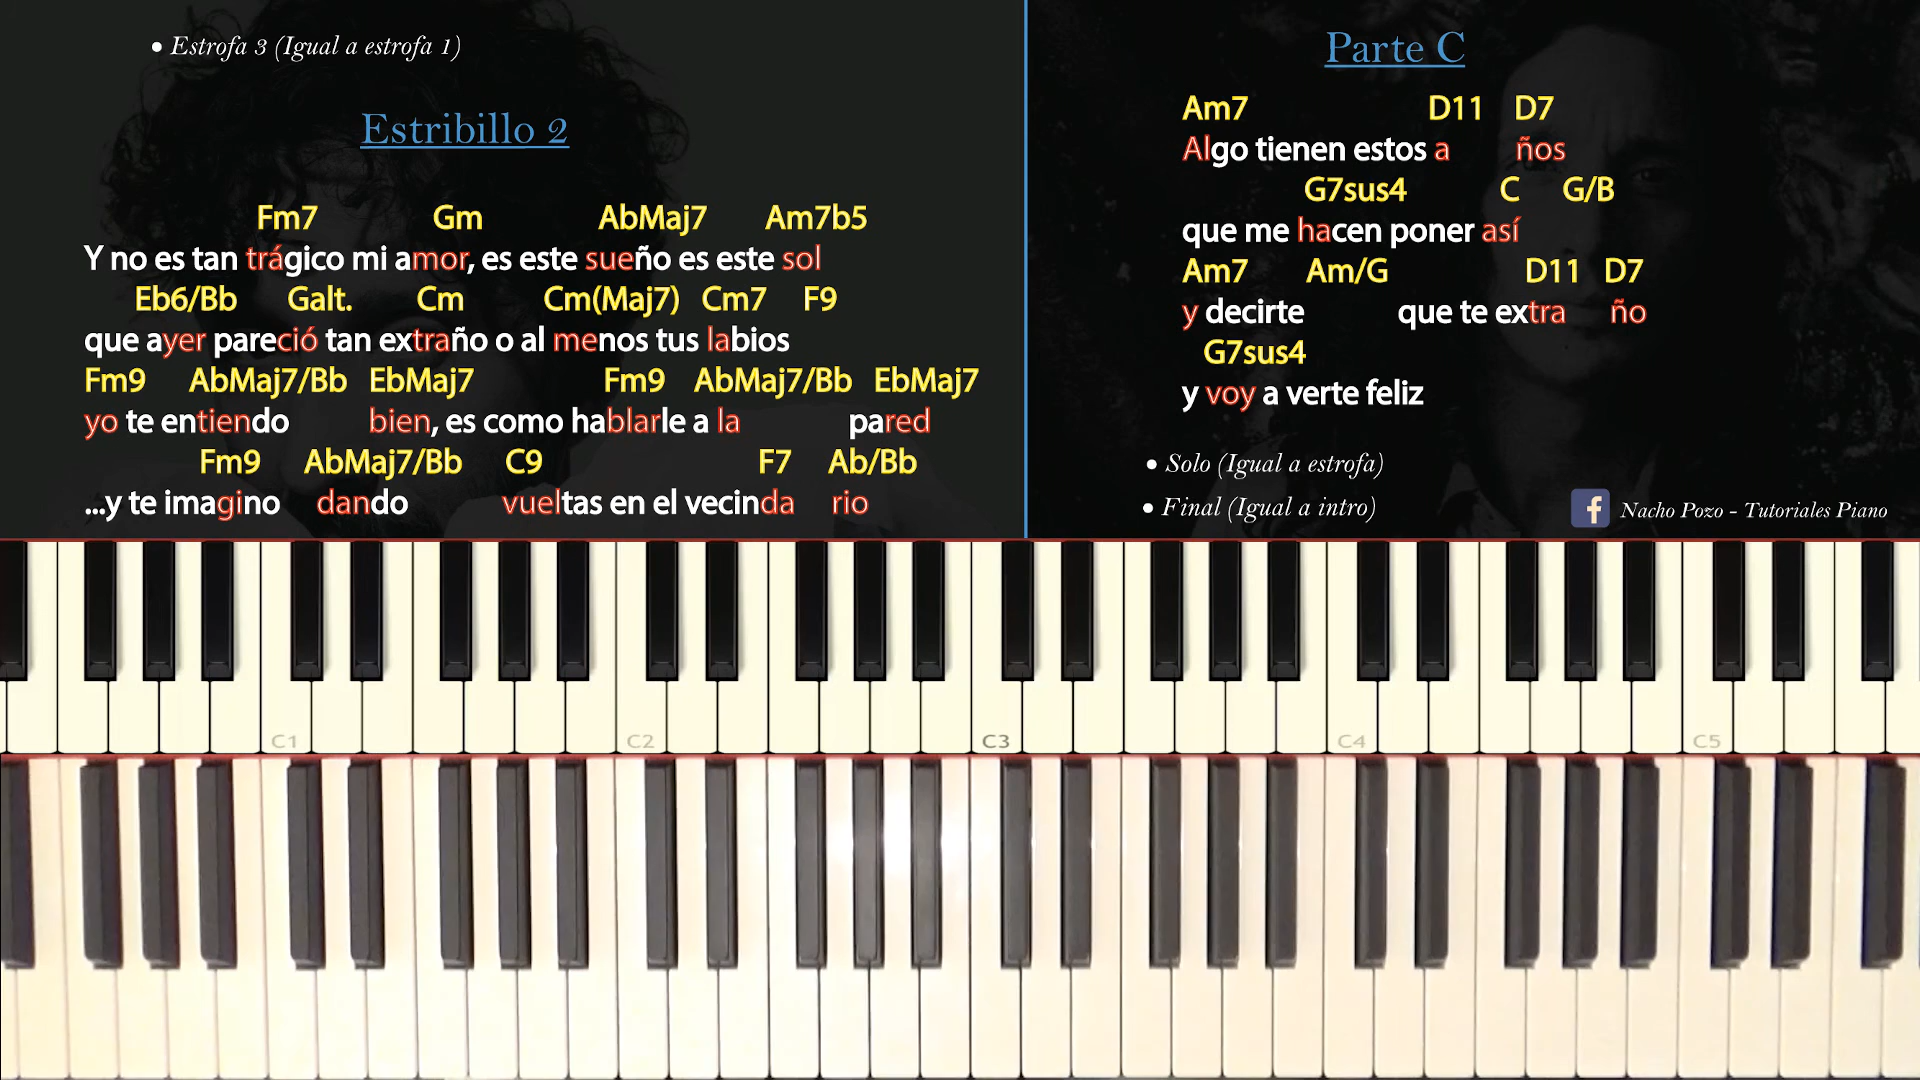 • Estrofa 3 (Igual a estrofa 1)
Estribillo 2
Fm7 Gm AbMaj7 Am7b5
Y no es tan trágico mi amor, es este sueño es este sol
Eb6/Bb Galt. Cm Cm(Maj7) Cm7 F9
que ayer pareció tan extraño o al menos tus labios
Fm9 AbMaj7/Bb EbMaj7 Fm9 AbMaj7/Bb EbMaj7
yo te entiendo bien, es como hablarle a la pared
Fm9 AbMaj7/Bb C9 F7 Ab/Bb
...y te imagino dando vueltas en el vecinda rio
Parte C
Am7 D11 D7
Algo tienen estos a ños
G7sus4 C G/B
que me hacen poner así
Am7 Am/G D11 D7
y decirte que te extra ño
G7sus4
y voy a verte feliz
• Solo (Igual a estrofa)
• Final (Igual a intro)
f Nacho Pozo - Tutoriales Piano
C1 C2 C3 C4 C5